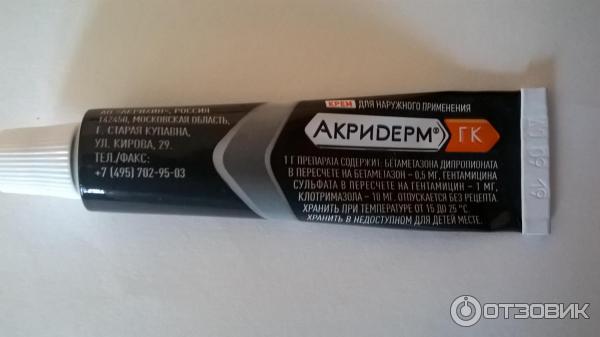 АО «АКРИХИН», РОССИЯ
142450, МОСКОВСКАЯ ОБЛАСТЬ,
Г. СТАРАЯ КУПАВНА,
УЛ. КИРОВА, 29.
ТЕЛ./ФАКС:
+7 (495) 702-95-03
КРЕМ ДЛЯ НАРУЖНОГО ПРИМЕНЕНИЯ
АКРИДЕРМ® ГК
1 Г ПРЕПАРАТА СОДЕРЖИТ: БЕТАМЕТАЗОНА ДИПРОПИОНАТА
В ПЕРЕСЧЕТЕ НА БЕТАМЕТАЗОН – 0,5 МГ, ГЕНТАМИЦИНА
СУЛЬФАТА В ПЕРЕСЧЕТЕ НА ГЕНТАМИЦИН – 1 МГ,
КЛОТРИМАЗОЛА – 10 МГ. ОТПУСКАЕТСЯ БЕЗ РЕЦЕПТА.
ХРАНИТЬ ПРИ ТЕМПЕРАТУРЕ ОТ 15 ДО 25 °С.
ХРАНИТЬ В НЕДОСТУПНОМ ДЛЯ ДЕТЕЙ МЕСТЕ.
ОТЗОВИК